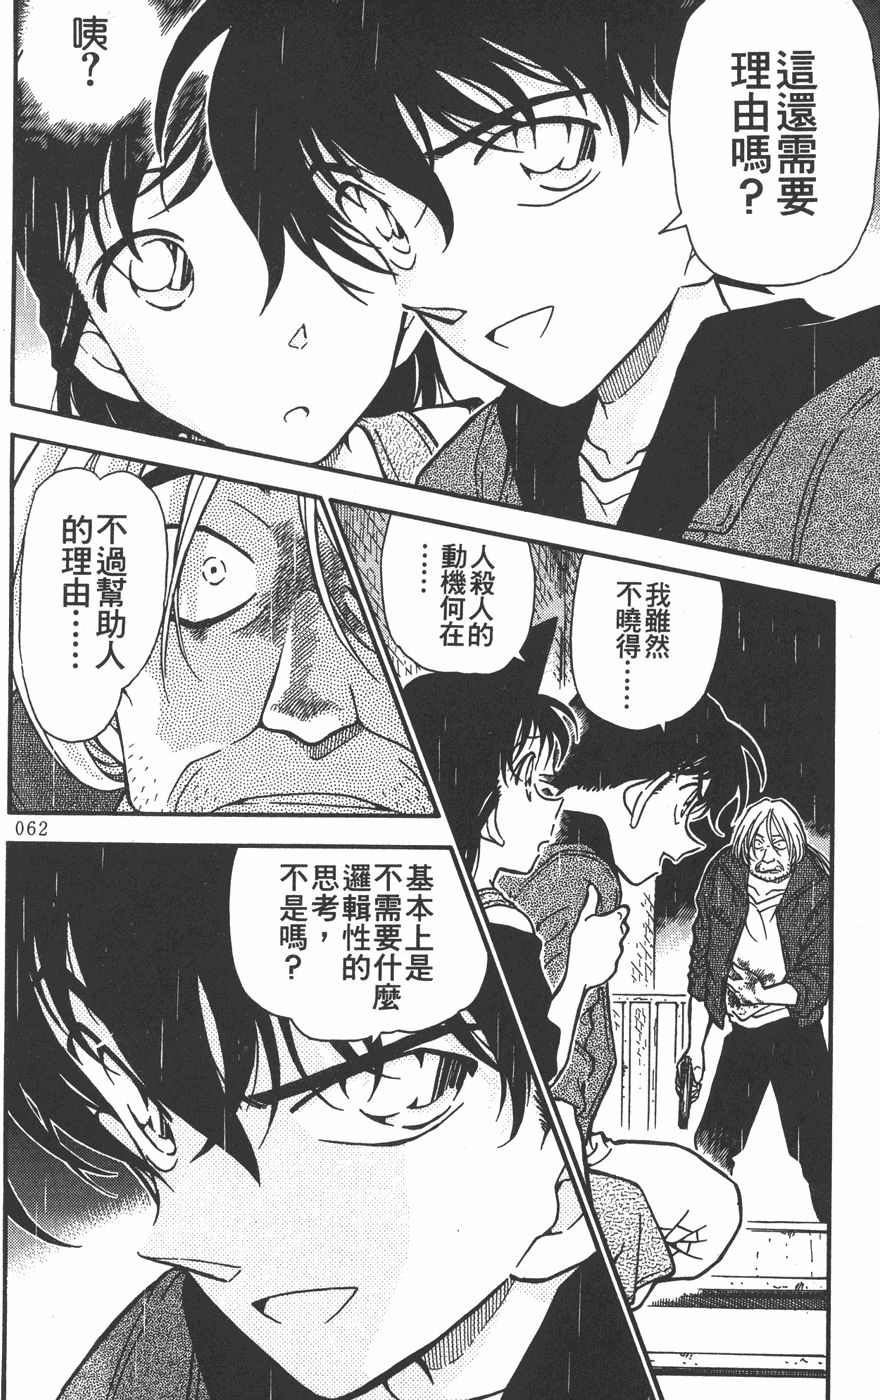 這還需要
理由嗎？
咦？
我雖然
不曉得……
人殺人的
動機何在
……
不過幫助人
的理由……
062
基本上是
不需要什麼
邏輯性的
思考，
不是嗎？